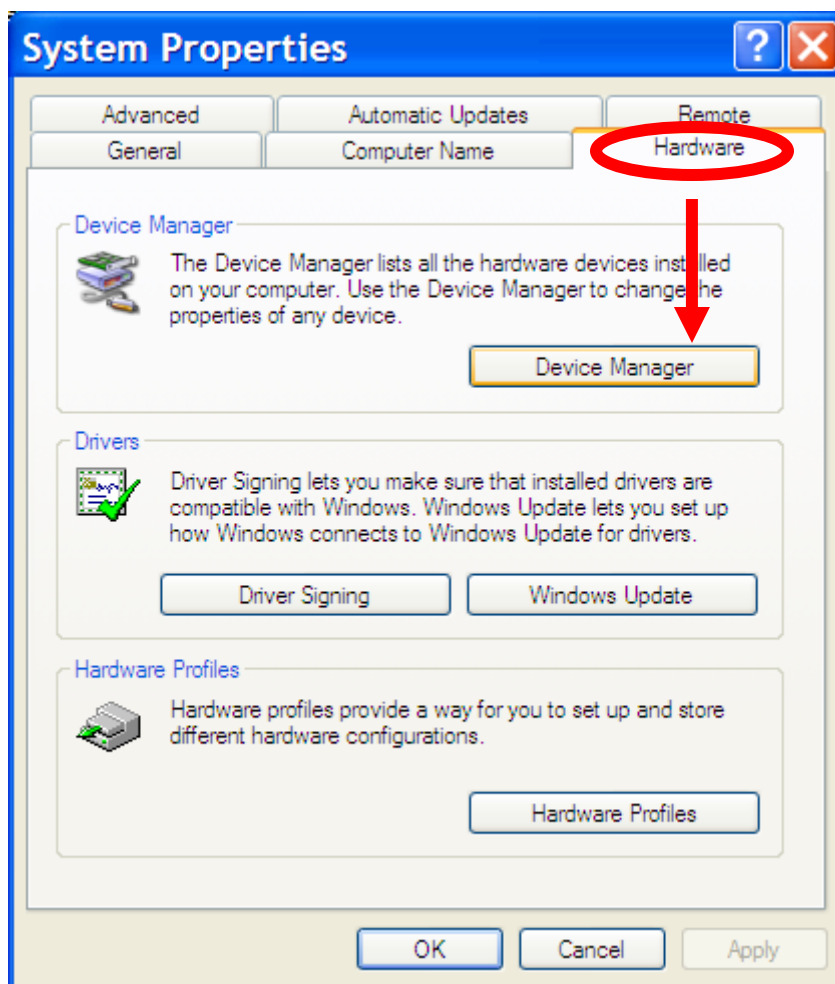 System Properties
?
Advanced Automatic Updates Remote
General Computer Name Hardware
Device Manager
The Device Manager lists all the hardware devices installed
on your computer. Use the Device Manager to change the
properties of any device.
Device Manager
Drivers
Driver Signing lets you make sure that installed drivers are
compatible with Windows. Windows Update lets you set up
how Windows connects to Windows Update for drivers.
Driver Signing Windows Update
Hardware Profiles
Hardware profiles provide a way for you to set up and store
different hardware configurations.
Hardware Profiles
OK Cancel Apply